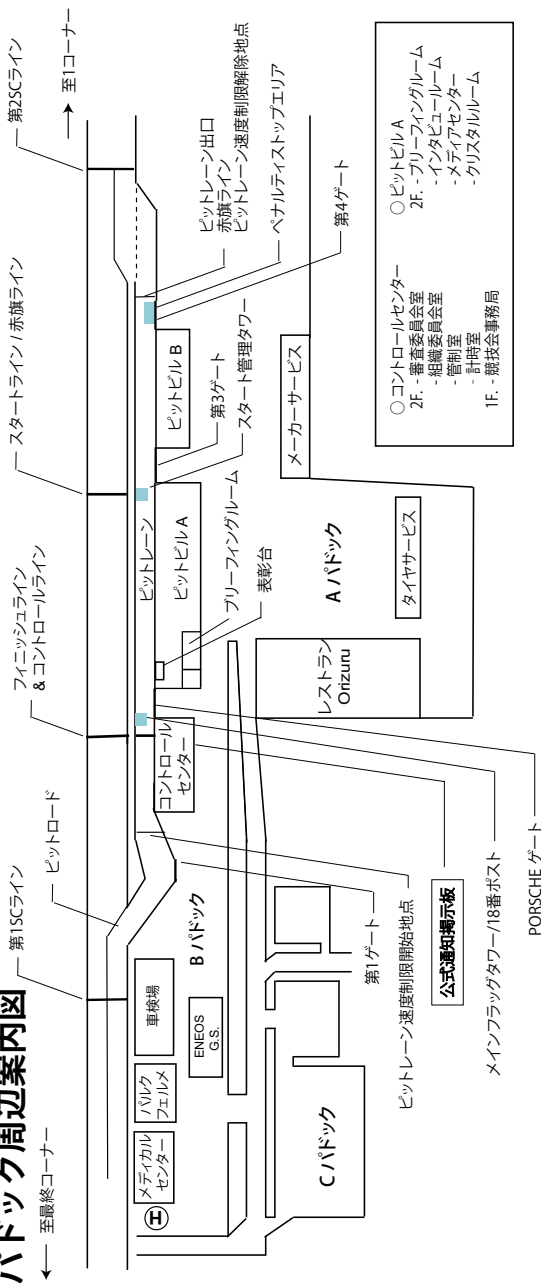 パドック周辺案内図
至最終コーナー
第1SCライン
ピットロード
フィニッシュライン
& コントロールライン
スタートライン / 赤旗ライン
第2SCライン
至1コーナー
メディカル
センター
H
パルク
フェルメ
車検場
ENEOS
G.S.
B パドック
C パドック
コントロール
センター
ピットレーン
ピットビル A
ピットビル B
ピットレーン出口
赤旗ライン
ピットレーン速度制限解除地点
ペナルティストップエリア
第4ゲート
第3ゲート
スタート管理タワー
ブリーフィングルーム
表彰台
A パドック
メーカーサービス
タイヤサービス
レストラン
Orizuru
第1ゲート
ピットレーン速度制限開始地点
公式通知掲示板
メインフラッグタワー/18番ポスト
PORSCHE ゲート
○ コントロールセンター
2F. - 審査委員会室
- 組織委員会室
- 管制室
- 計時室
1F. - 競技会事務局
○ ピットビル A
2F. - ブリーフィングルーム
- インタビュールーム
- メディアセンター
- クリスタルルーム